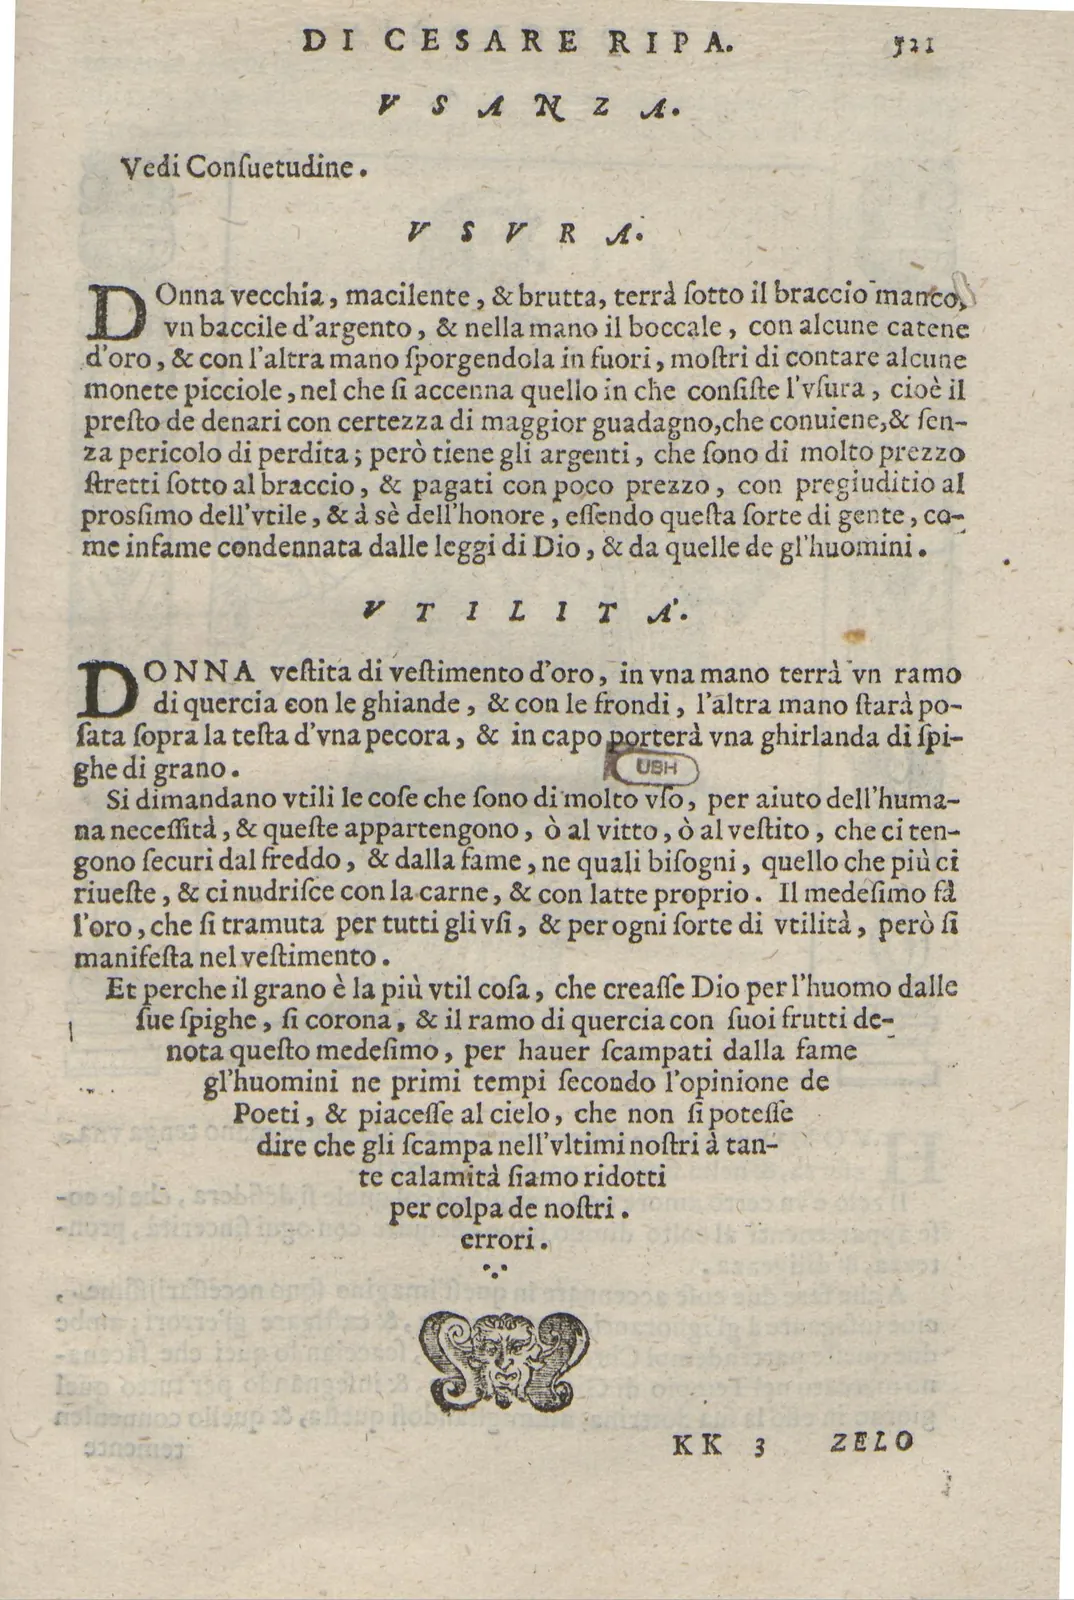 DI CESARE RIPA. 521
VSANZA.
Vedi Conſuetudine.
VSVRA.
DOnna vecchia, macilente, & brutta, terrà ſotto il braccio manco,
vn baccile d'argento, & nella mano il boccale, con alcune catene
d'oro, & con l'altra mano ſporgendola in fuori, moſtri di contare alcune
monete picciole, nel che ſi accenna quello in che conſiſte l'vſura, cioè il
preſto de denari con certezza di maggior guadagno, che conuiene, & ſen-
za pericolo di perdita; però tiene gli argenti, che ſono di molto prezzo
ſtretti ſotto al braccio, & pagati con poco prezzo, con pregiuditio al
proſſimo dell'vtile, & à sè dell'honore, eſſendo queſta ſorte di gente, co-
me infame condennata dalle leggi di Dio, & da quelle de gl'huomini.
VTILITÀ.
DONNA veſtita di veſtimento d'oro, in vna mano terrà vn ramo
di quercia con le ghiande, & con le frondi, l'altra mano ſtarà po-
ſata ſopra la teſta d'vna pecora, & in capo porterà vna ghirlanda di ſpi-
ghe di grano.
UBH
Si dimandano vtili le coſe che ſono di molto vſo, per aiuto dell'huma-
na neceſſità, & queſte appartengono, ò al vitto, ò al veſtito, che ci ten-
gono ſecuri dal freddo, & dalla fame, ne quali biſogni, quello che più ci
riueſte, & ci nudriſce con la carne, & con latte proprio. Il medeſimo fà
l'oro, che ſi tramuta per tutti gli vſi, & per ogni ſorte di vtilità, però ſi
manifeſta nel veſtimento.
Et perche il grano è la più vtil coſa, che creaſſe Dio per l'huomo dalle
ſue ſpighe, ſi corona, & il ramo di quercia con ſuoi frutti de-
nota queſto medeſimo, per hauer ſcampati dalla fame
gl'huomini ne primi tempi ſecondo l'opinione de
Poeti, & piaceſſe al cielo, che non ſi poteſſe
dire che gli ſcampa nell'vltimi noſtri à tan-
te calamità ſiamo ridotti
per colpa de noſtri.
errori.
KK 3 ZELO